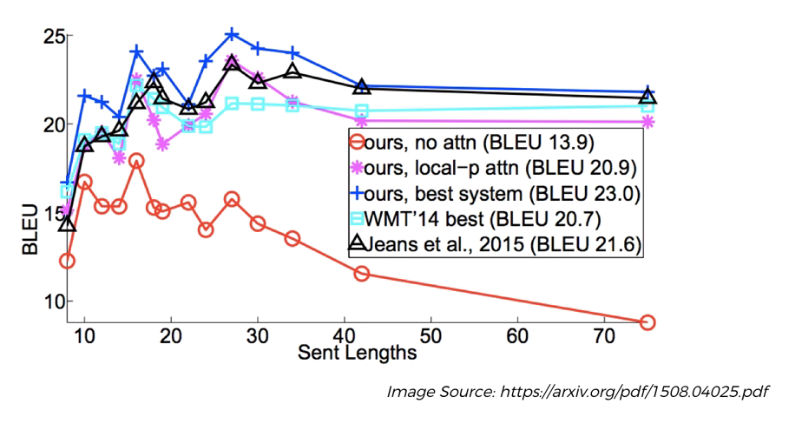 25
20
15
10
BLEU
10 20 30 40 50 60 70
Sent Lengths
ours, no attn (BLEU 13.9)
ours, local-p attn (BLEU 20.9)
ours, best system (BLEU 23.0)
WMT'14 best (BLEU 20.7)
Jeans et al., 2015 (BLEU 21.6)
Image Source: https://arxiv.org/pdf/1508.04025.pdf